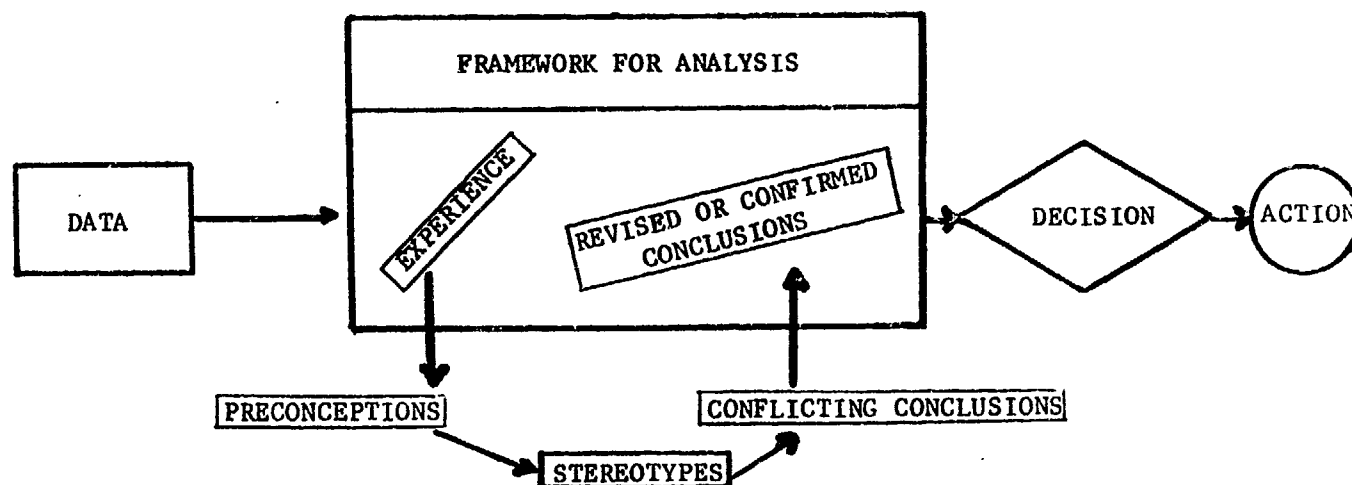 FRAMEWORK FOR ANALYSIS
DATA
EXPERIENCE
REVISED OR CONFIRMED
CONCLUSIONS
DECISION
ACTION
PRECONCEPTIONS
CONFLICTING CONCLUSIONS
STEREOTYPES